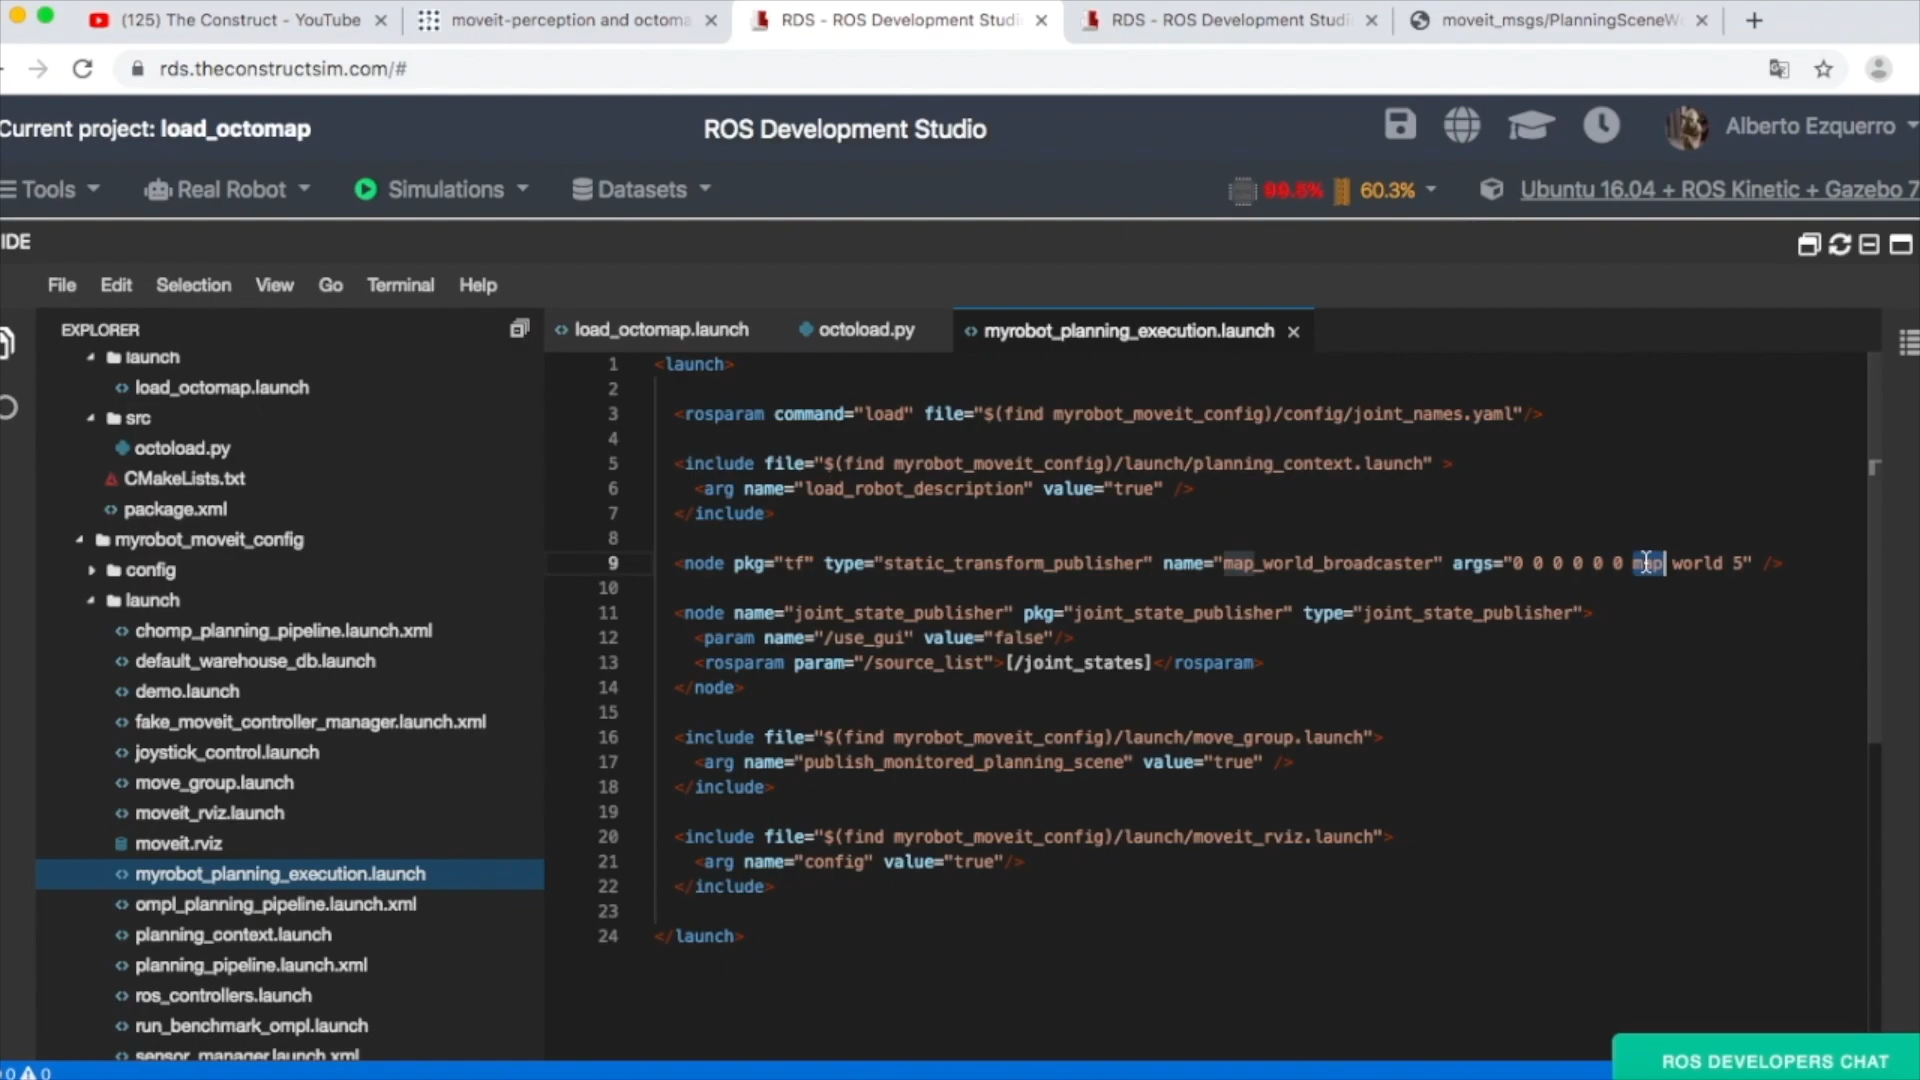 (125) The Construct - YouTube
moveit-perception and octoma
RDS - ROS Development Studi
RDS - ROS Development Studi
moveit_msgs/PlanningSceneW
rds.theconstructsim.com/#
Current project: load_octomap
ROS Development Studio
Alberto Ezquerro
Tools
Real Robot
Simulations
Datasets
99.5%
60.3%
Ubuntu 16.04 + ROS Kinetic + Gazebo 7
IDE
File Edit Selection View Go Terminal Help
EXPLORER
launch
load_octomap.launch
src
octoload.py
CMakeLists.txt
package.xml
myrobot_moveit_config
config
launch
chomp_planning_pipeline.launch.xml
default_warehouse_db.launch
demo.launch
fake_moveit_controller_manager.launch.xml
joystick_control.launch
move_group.launch
moveit_rviz.launch
moveit.rviz
myrobot_planning_execution.launch
ompl_planning_pipeline.launch.xml
planning_context.launch
planning_pipeline.launch.xml
ros_controllers.launch
run_benchmark_ompl.launch
sensor_manager.launch.xml
load_octomap.launch
octoload.py
myrobot_planning_execution.launch
1 <launch>
2
3 <rosparam command="load" file="$(find myrobot_moveit_config)/config/joint_names.yaml"/>
4
5 <include file="$(find myrobot_moveit_config)/launch/planning_context.launch" >
6 <arg name="load_robot_description" value="true" />
7 </include>
8
9 <node pkg="tf" type="static_transform_publisher" name="map_world_broadcaster" args="0 0 0 0 0 0 map world 5" />
10
11 <node name="joint_state_publisher" pkg="joint_state_publisher" type="joint_state_publisher">
12 <param name="/use_gui" value="false"/>
13 <rosparam param="/source_list">[/joint_states]</rosparam>
14 </node>
15
16 <include file="$(find myrobot_moveit_config)/launch/move_group.launch">
17 <arg name="publish_monitored_planning_scene" value="true" />
18 </include>
19
20 <include file="$(find myrobot_moveit_config)/launch/moveit_rviz.launch">
21 <arg name="config" value="true"/>
22 </include>
23
24 </launch>
0 0
ROS DEVELOPERS CHAT